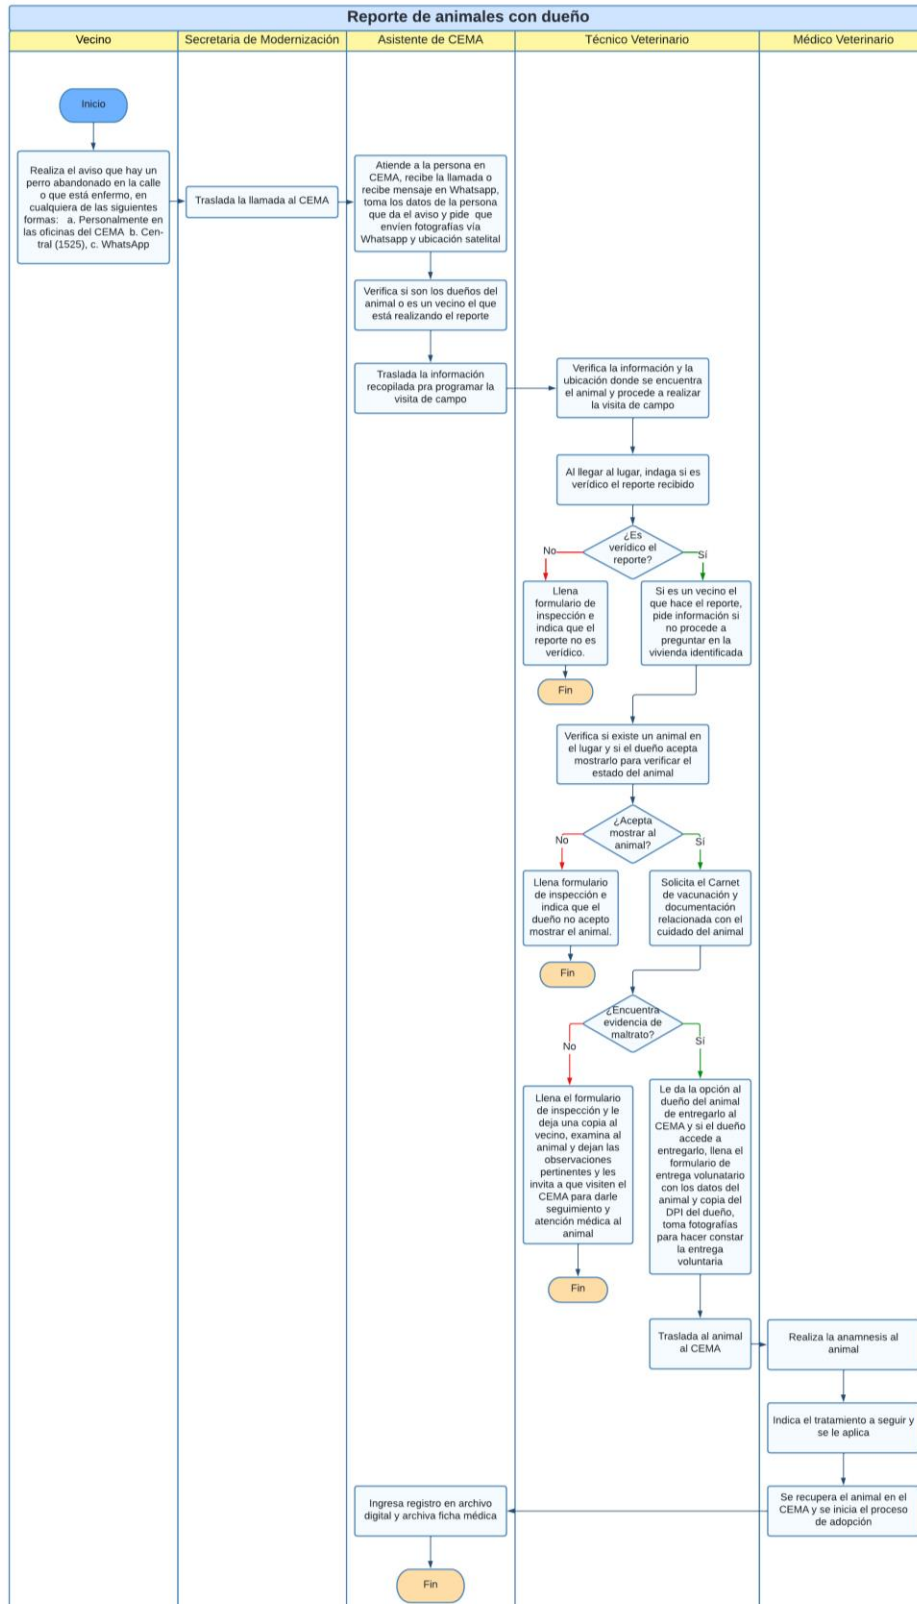 Reporte de animales con dueño
Vecino
Secretaria de Modernización
Asistente de CEMA
Técnico Veterinario
Médico Veterinario
Inicio
Realiza el aviso que hay un
perro abandonado en la calle
o que está enfermo, en
cualquiera de las siguientes
formas: a. Personalmente en
las oficinas del CEMA b. Cen-
tral (1525), c. WhatsApp
Traslada la llamada al CEMA
Atiende a la persona en
CEMA, recibe la llamada o
recibe mensaje en Whatsapp,
toma los datos de la persona
que da el aviso y pide que
envíen fotografías vía
Whatsapp y ubicación satelital
Verifica si son los dueños del
animal o es un vecino el que
está realizando el reporte
Traslada la información
recopilada pra programar la
visita de campo
Verifica la información y la
ubicación donde se encuentra
el animal y procede a realizar
la visita de campo
Al llegar al lugar, indaga si es
verídico el reporte recibido
¿Es
verídico el
reporte?
No
Sí
Llena
formulario de
inspección e
indica que el
reporte no es
verídico.
Si es un vecino el
que hace el reporte,
pide información si
no procede a
preguntar en la
vivienda identificada
Fin
Verifica si existe un animal en
el lugar y si el dueño acepta
mostrarlo para verificar el
estado del animal
¿Acepta
mostrar al
animal?
No
Sí
Llena formulario
de inspección e
indica que el
dueño no acepto
mostrar el animal.
Solicita el Carnet
de vacunación y
documentación
relacionada con el
cuidado del animal
Fin
¿Encuentra
evidencia de
maltrato?
No
Sí
Llena el formulario
de inspección y le
deja una copia al
vecino, examina al
animal y dejan las
observaciones
pertinentes y les
invita a que visiten el
CEMA para darle
seguimiento y
atención médica al
animal
Le da la opción al
dueño del animal
de entregarlo al
CEMA y si el dueño
accede a
entregarlo, llena el
formulario de
entrega volunatario
con los datos del
animal y copia del
DPI del dueño,
toma fotografías
para hacer constar
la entrega
voluntaria
Fin
Traslada al animal
al CEMA
Realiza la anamnesis al
animal
Indica el tratamiento a seguir y
se le aplica
Se recupera el animal en el
CEMA y se inicia el proceso
de adopción
Ingresa registro en archivo
digital y archiva ficha médica
Fin